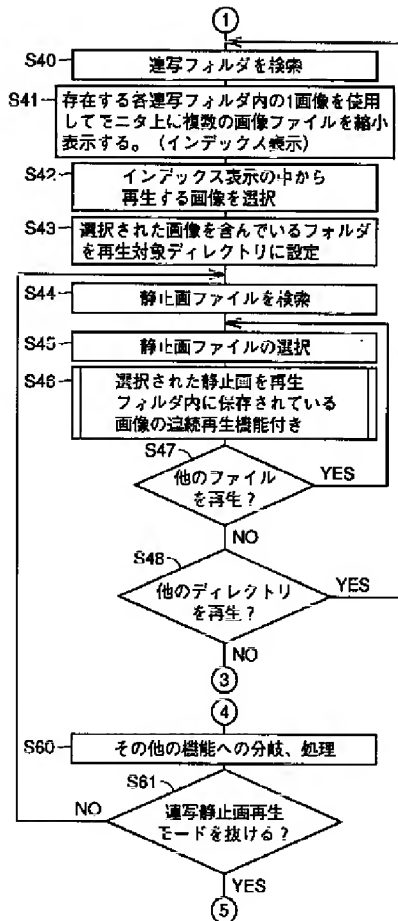 ①
S40
連写フォルダを検索
S41
存在する各連写フォルダ内の1画像を使用
してモニタ上に複数の画像ファイルを縮小
表示する。（インデックス表示）
S42
インデックス表示の中から
再生する画像を選択
S43
選択された画像を含んでいるフォルダ
を再生対象ディレクトリに設定
S44
静止画ファイルを検索
S45
静止画ファイルの選択
S46
選択された静止画を再生
フォルダ内に保存されている
画像の連続再生機能付き
S47
他のファイル
を再生？
YES
NO
S48
他のディレクトリ
を再生？
YES
NO
③
④
S60
その他の機能への分岐、処理
S61
NO
連写静止画再生
モードを抜ける？
YES
⑤